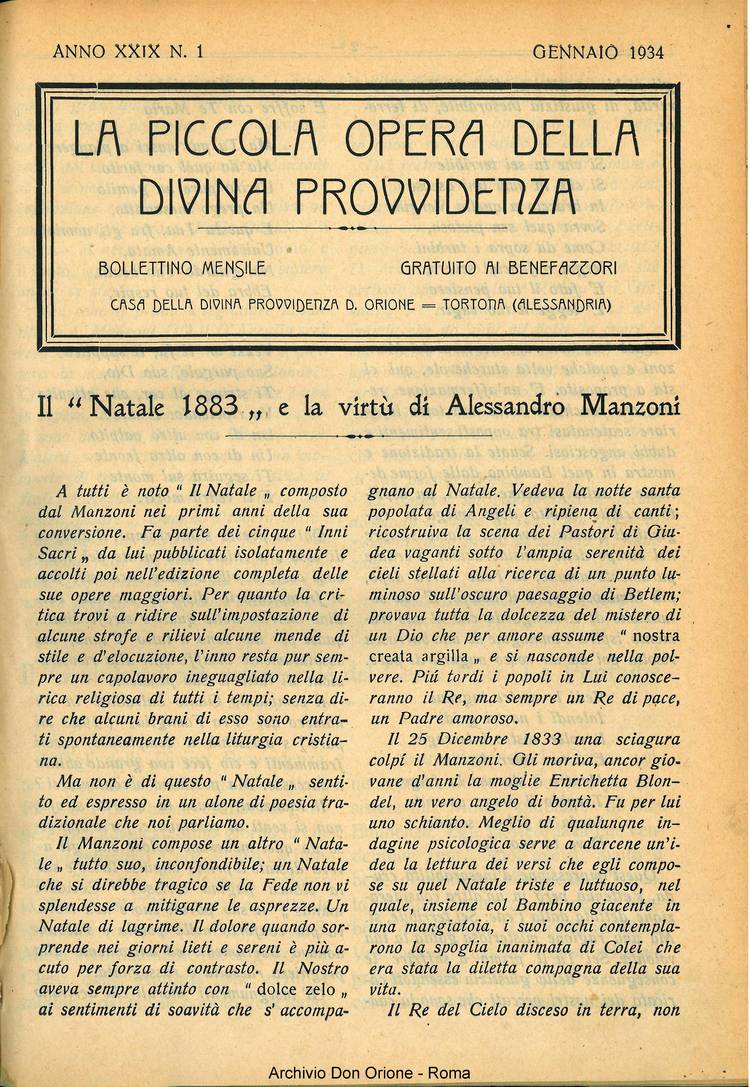 ANNO XXIX N. 1
GENNAIO 1934
LA PICCOLA OPERA DELLA
DIVINA PROVVIDENZA
BOLLETTINO MENSILE
GRATUITO AI BENEFATTORI
CASA DELLA DIVINA PROVVIDENZA D. ORIONE = TORTONA (ALESSANDRIA)
Il “ Natale 1883 „ e la virtù di Alessandro Manzoni
A tutti è noto “ Il Natale „ composto
dal Manzoni nei primi anni della sua
conversione. Fa parte dei cinque “ Inni
Sacri „ da lui pubblicati isolatamente e
accolti poi nell'edizione completa delle
sue opere maggiori. Per quanto la cri-
tica trovi a ridire sull'impostazione di
alcune strofe e rilievi alcune mende di
stile e d'elocuzione, l'inno resta pur sem-
pre un capolavoro ineguagliato nella li-
rica religiosa di tutti i tempi; senza di-
re che alcuni brani di esso sono entra-
ti spontaneamente nella liturgia cristia-
na.
Ma non è di questo “ Natale „ senti-
to ed espresso in un alone di poesia tra-
dizionale che noi parliamo.
Il Manzoni compose un altro “ Nata-
le „ tutto suo, inconfondibile; un Natale
che si direbbe tragico se la Fede non vi
splendesse a mitigarne le asprezze. Un
Natale di lagrime. Il dolore quando sor-
prende nei giorni lieti e sereni è più a-
cuto per forza di contrasto. Il Nostro
aveva sempre attinto con “ dolce zelo „
ai sentimenti di soavità che s' accompa-
gnano al Natale. Vedeva la notte santa
popolata di Angeli e ripiena di canti ;
ricostruiva la scena dei Pastori di Giu-
dea vaganti sotto l'ampia serenità dei
cieli stellati alla ricerca di un punto lu-
minoso sull'oscuro paesaggio di Betlem;
provava tutta la dolcezza del mistero di
un Dio che per amore assume “ nostra
creata argilla „ e si nasconde nella pol-
vere. Piú tardi i popoli in Lui conosce-
ranno il Re, ma sempre un Re di pace,
un Padre amoroso.
Il 25 Dicembre 1833 una sciagura
colpí il Manzoni. Gli moriva, ancor gio-
vane d'anni la moglie Enrichetta Blon-
del, un vero angelo di bontà. Fu per lui
uno schianto. Meglio di qualunqne in-
dagine psicologica serve a darcene un'i-
dea la lettura dei versi che egli compo-
se su quel Natale triste e luttuoso, nel
quale, insieme col Bambino giacente in
una mangiatoia, i suoi occhi contempla-
rono la spoglia inanimata di Colei che
era stata la diletta compagna della sua
vita.
Il Re del Cielo disceso in terra, non
Archivio Don Orione - Roma